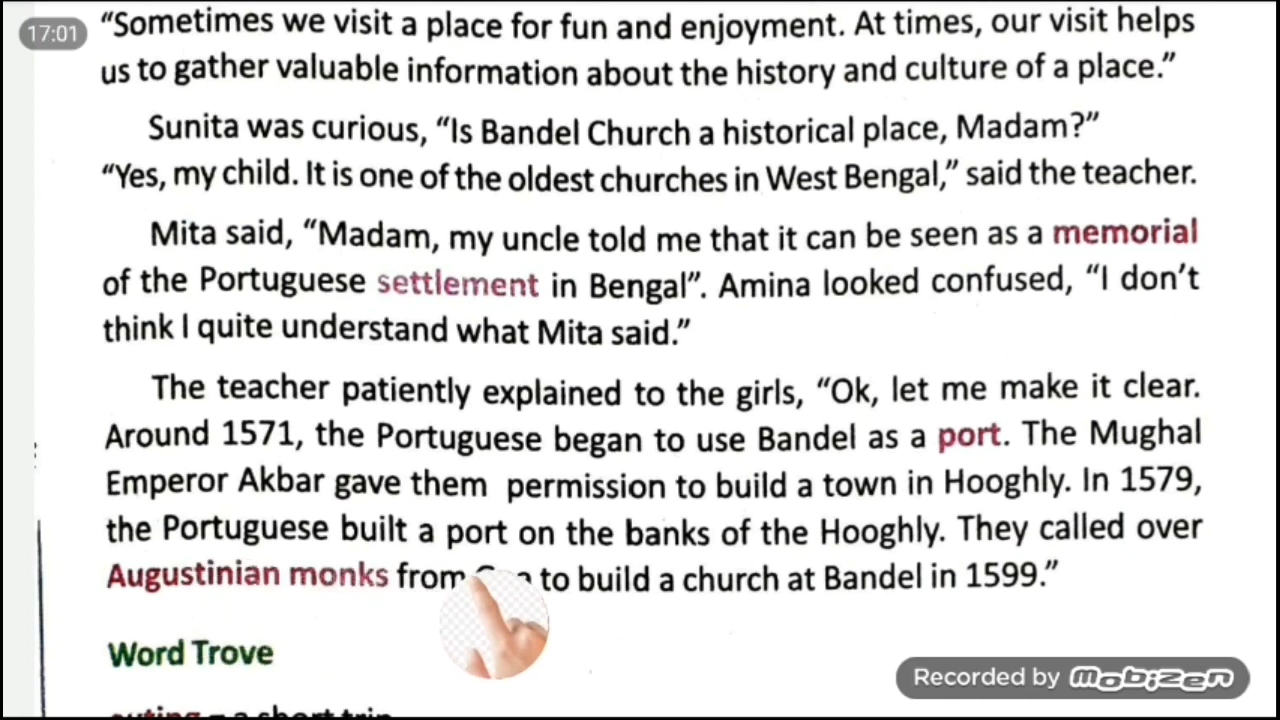 17:01
“Sometimes we visit a place for fun and enjoyment. At times, our visit helps
us to gather valuable information about the history and culture of a place.”
Sunita was curious, “Is Bandel Church a historical place, Madam?”
“Yes, my child. It is one of the oldest churches in West Bengal,” said the teacher.
Mita said, “Madam, my uncle told me that it can be seen as a memorial
of the Portuguese settlement in Bengal”. Amina looked confused, “I don’t
think I quite understand what Mita said.”
The teacher patiently explained to the girls, “Ok, let me make it clear.
Around 1571, the Portuguese began to use Bandel as a port. The Mughal
Emperor Akbar gave them permission to build a town in Hooghly. In 1579,
the Portuguese built a port on the banks of the Hooghly. They called over
Augustinian monks from to build a church at Bandel in 1599.”
Word Trove
outing – a short trip
Recorded by Mobizen